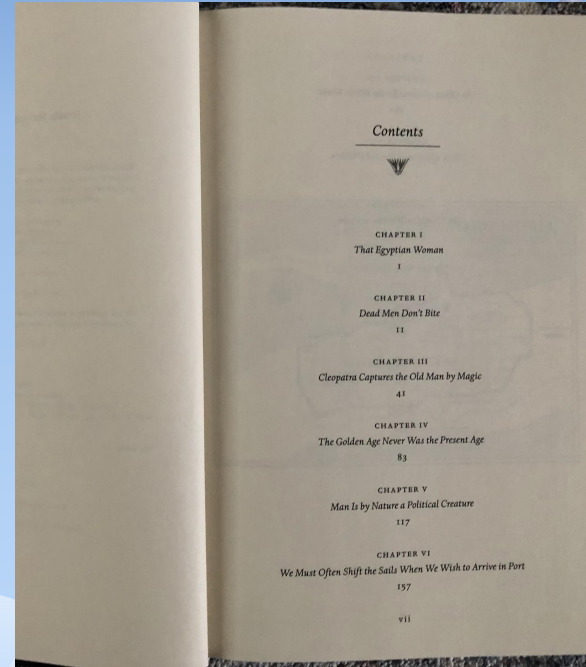 Contents
CHAPTER I
That Egyptian Woman
1
CHAPTER II
Dead Men Don't Bite
11
CHAPTER III
Cleopatra Captures the Old Man by Magic
41
CHAPTER IV
The Golden Age Never Was the Present Age
83
CHAPTER V
Man Is by Nature a Political Creature
117
CHAPTER VI
We Must Often Shift the Sails When We Wish to Arrive in Port
157
vii